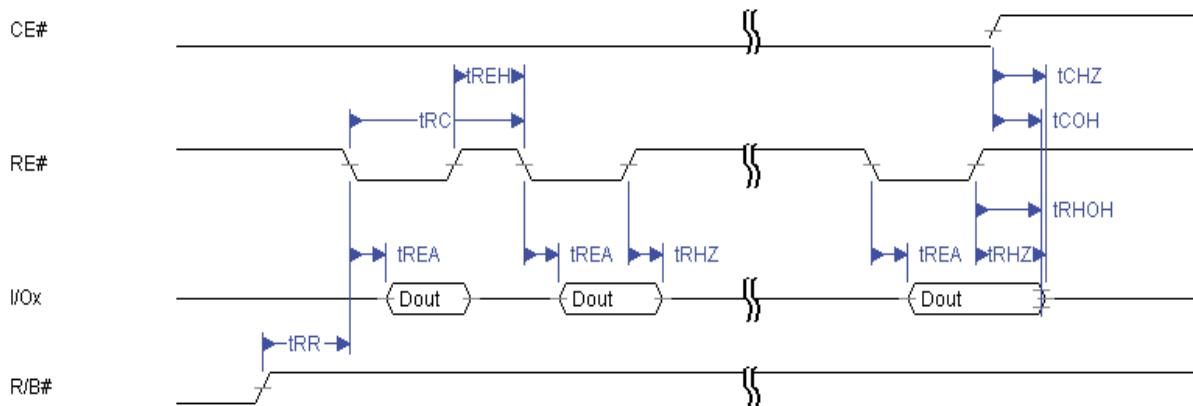 CE#
tREH
tCHZ
tRC
tCOH
RE#
tRHOH
tREA
tREA
tRHZ
tREA
tRHZ
I/Ox
Dout
Dout
Dout
tRR
R/B#